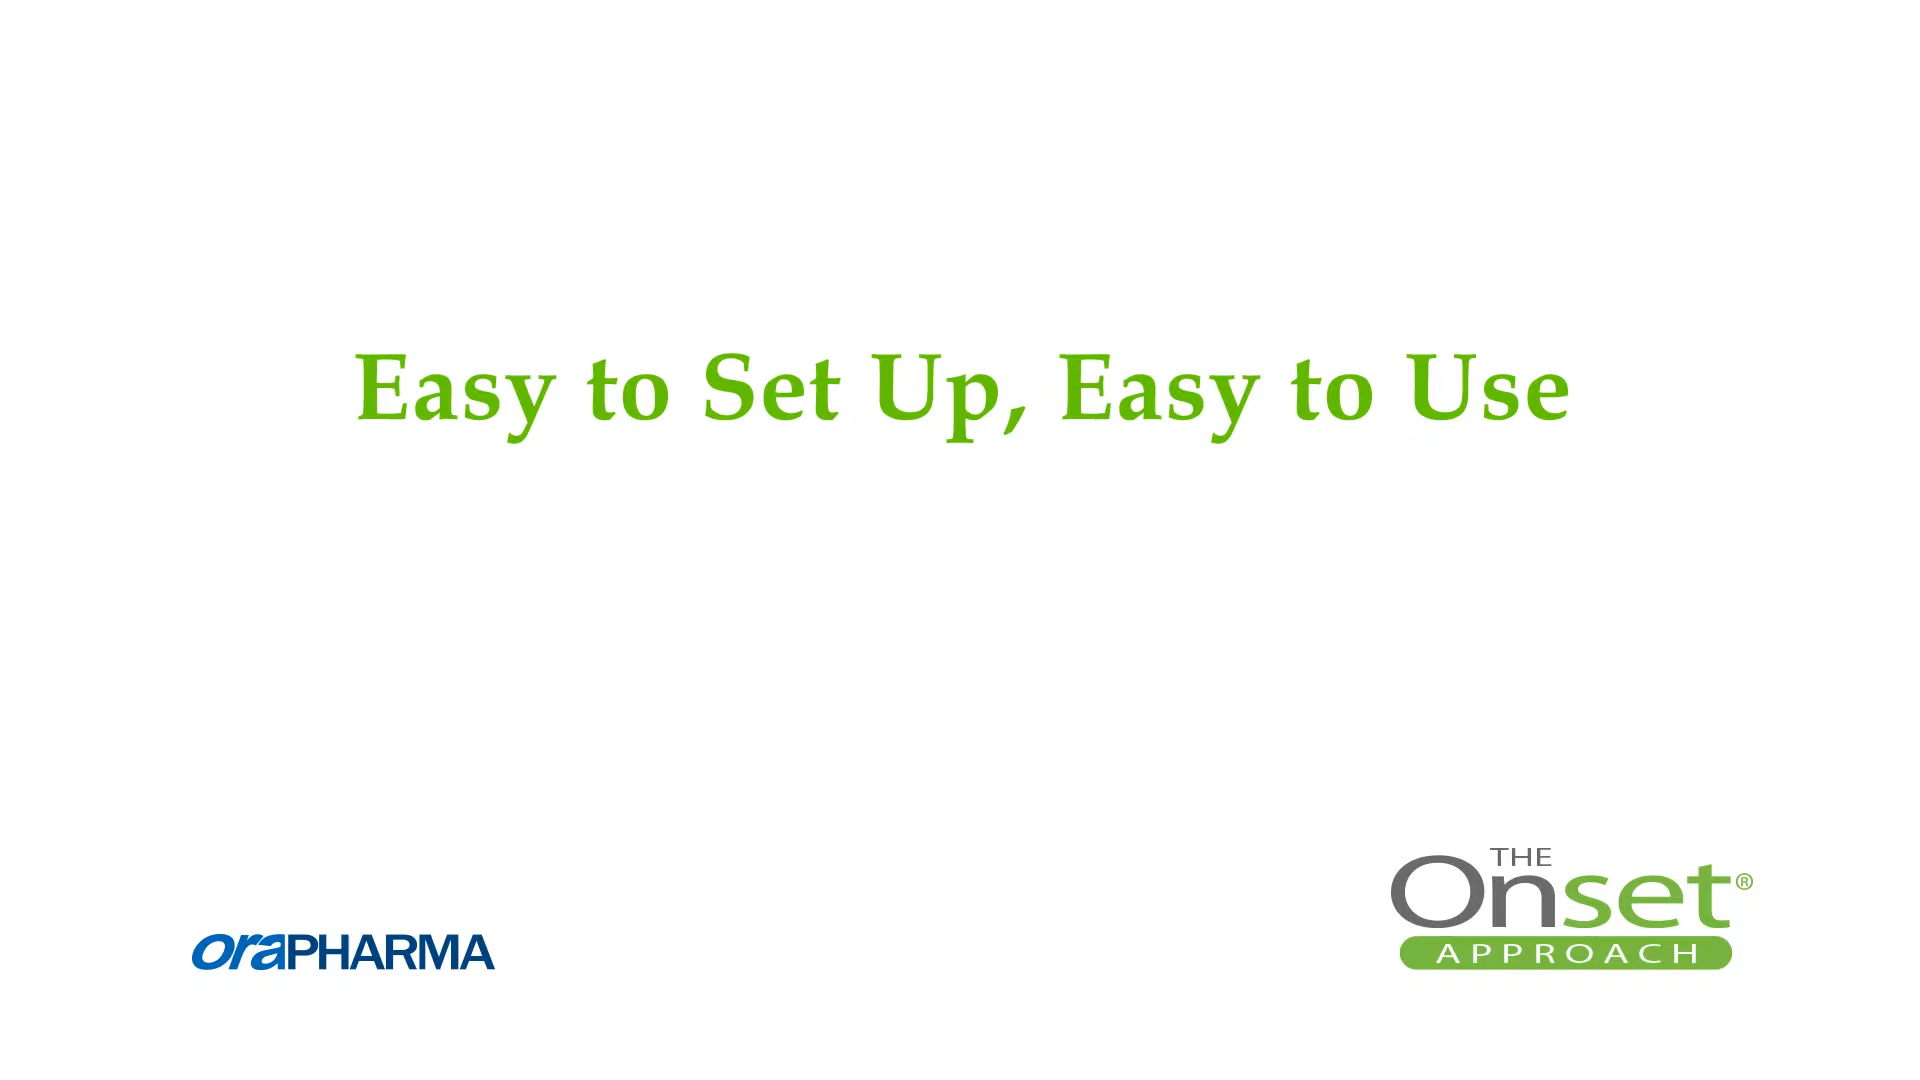 Easy to Set Up, Easy to Use
oraPHARMA
THE
Onset®
APPROACH